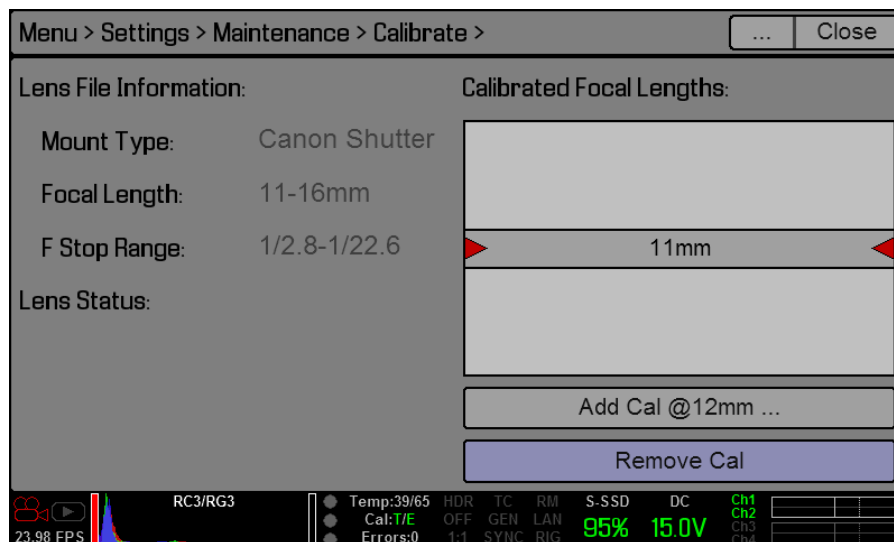 Menu > Settings > Maintenance > Calibrate >
...
Close
Lens File Information:
Calibrated Focal Lengths:
Mount Type:
Canon Shutter
Focal Length:
11-16mm
F Stop Range:
1/2.8-1/22.6
11mm
Lens Status:
Add Cal @12mm ...
Remove Cal
23.98 FPS
RC3/RG3
Temp:39/65
Cal:T/E
Errors:0
HDR TC RM
OFF GEN LAN
1:1 SYNC RIG
S-SSD
95%
DC
15.0V
Ch1
Ch2
Ch3
Ch4